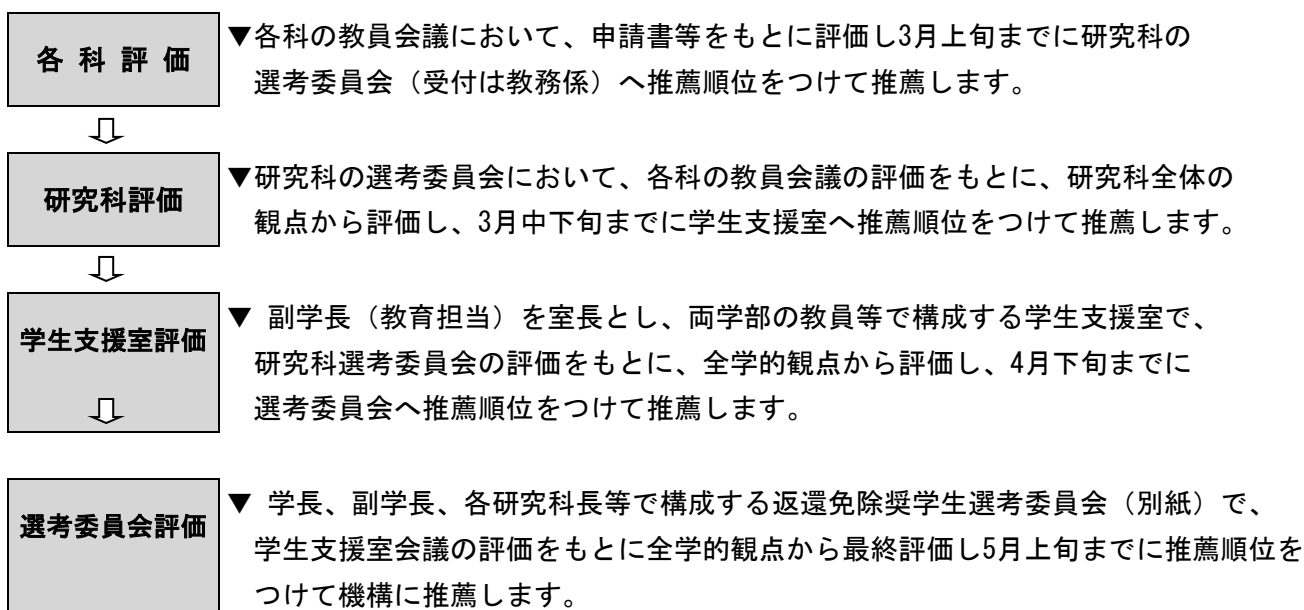 各 科 評 価
▼各科の教員会議において、申請書等をもとに評価し3月上旬までに研究科の
選考委員会（受付は教務係）へ推薦順位をつけて推薦します。
研究科評価
▼研究科の選考委員会において、各科の教員会議の評価をもとに、研究科全体の
観点から評価し、3月中下旬までに学生支援室へ推薦順位をつけて推薦します。
学生支援室評価
▼ 副学長（教育担当）を室長とし、両学部の教員等で構成する学生支援室で、
研究科選考委員会の評価をもとに、全学的観点から評価し、4月下旬までに
選考委員会へ推薦順位をつけて推薦します。
選考委員会評価
▼ 学長、副学長、各研究科長等で構成する返還免除奨学生選考委員会（別紙）で、
学生支援室会議の評価をもとに全学的観点から最終評価し5月上旬までに推薦順位を
つけて機構に推薦します。